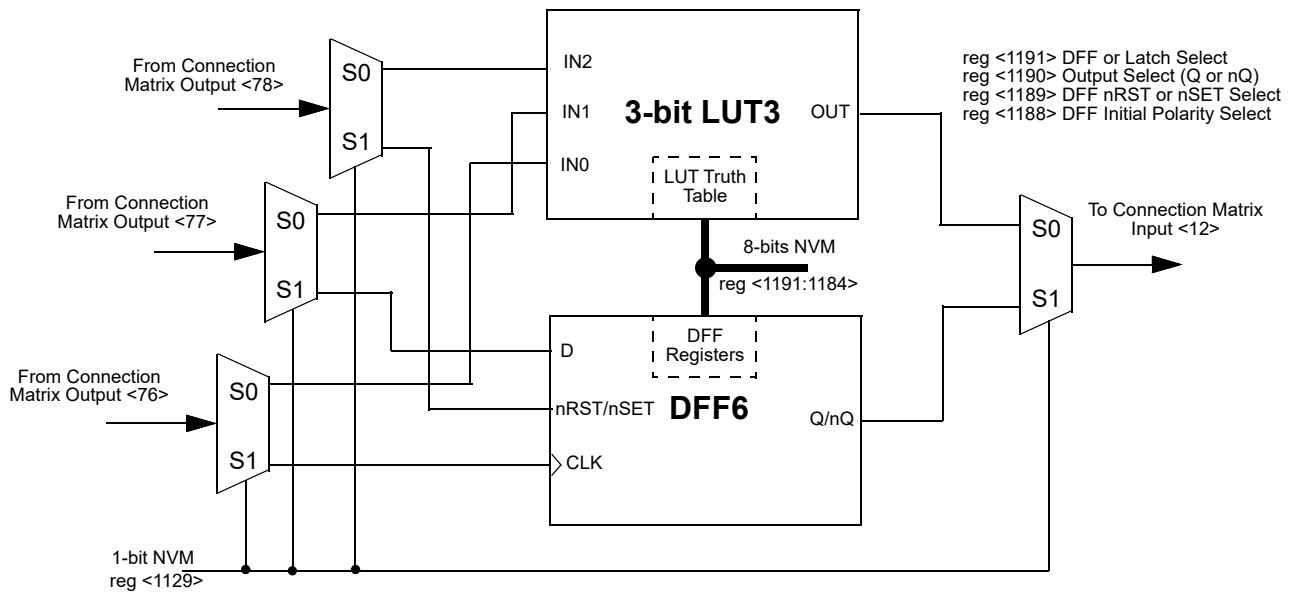 From Connection
Matrix Output <78>
S0
S1
IN2
IN1
IN0
3-bit LUT3
OUT
LUT Truth
Table
reg <1191> DFF or Latch Select
reg <1190> Output Select (Q or nQ)
reg <1189> DFF nRST or nSET Select
reg <1188> DFF Initial Polarity Select
From Connection
Matrix Output <77>
S0
S1
8-bits NVM
reg <1191:1184>
S0
S1
To Connection Matrix
Input <12>
From Connection
Matrix Output <76>
S0
S1
D
nRST/nSET
CLK
DFF
Registers
DFF6
Q/nQ
1-bit NVM
reg <1129>